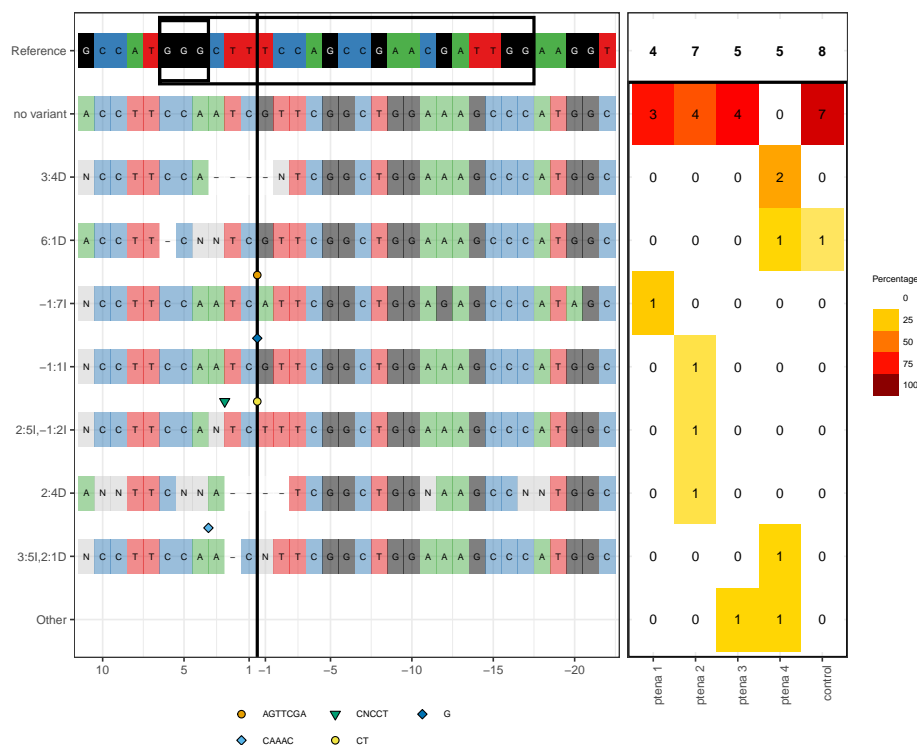 Reference G C C A T G G G C T T T C C A G C C G A A C G A T T G G A A G G T 4 7 5 5 8
no variant A C C T T C C A A T C G T T C G G C T G G A A A G C C C A T G G C 3 4 4 0 7
3:4D N C C T T C C A - - - - N T C G G C T G G A A A G C C C A T G G C 0 0 0 2 0
6:1D A C C T T - C N N T C G T T C G G C T G G A A A G C C C A T G G C 0 0 0 1 1
-1:7I N C C T T C C A A T C A T T C G G C T G G A G A G C C C A T A G C 1 0 0 0 0
-1:1I N C C T T C C A A T C G T T C G G C T G G A A A G C C C A T G G C 0 1 0 0 0
2:5I,-1:2I N C C T T C C A N T C T T T C G G C T G G A A A G C C C A T G G C 0 1 0 0 0
2:4D A N N T T C N N A - - - - T C G G C T G G N A A G C C N N T G G C 0 1 0 0 0
3:5I,2:1D N C C T T C C A A - C N T T C G G C T G G A A A G C C C A T G G C 0 0 0 1 0
Other 0 0 1 1 0
10 5 1 -1 -5 -10 -15 -20
ptena 1
ptena 2
ptena 3
ptena 4
control
Percentage
0
25
50
75
100
AGTTCGA CNCCT G
CAAAC CT